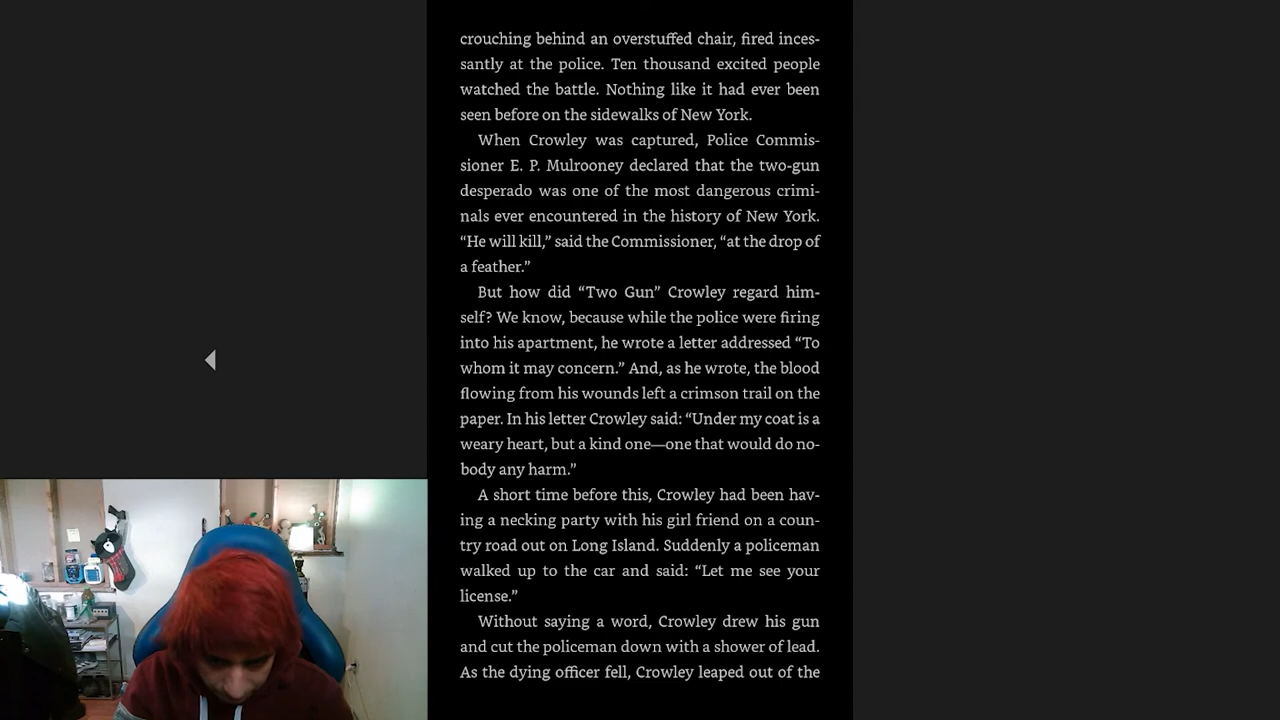 crouching behind an overstuffed chair, fired inces-
santly at the police. Ten thousand excited people
watched the battle. Nothing like it had ever been
seen before on the sidewalks of New York.
When Crowley was captured, Police Commis-
sioner E. P. Mulrooney declared that the two-gun
desperado was one of the most dangerous crimi-
nals ever encountered in the history of New York.
“He will kill,” said the Commissioner, “at the drop of
a feather.”
But how did “Two Gun” Crowley regard him-
self? We know, because while the police were firing
into his apartment, he wrote a letter addressed “To
whom it may concern.” And, as he wrote, the blood
flowing from his wounds left a crimson trail on the
paper. In his letter Crowley said: “Under my coat is a
weary heart, but a kind one—one that would do no-
body any harm.”
A short time before this, Crowley had been hav-
ing a necking party with his girl friend on a coun-
try road out on Long Island. Suddenly a policeman
walked up to the car and said: “Let me see your
license.”
Without saying a word, Crowley drew his gun
and cut the policeman down with a shower of lead.
As the dying officer fell, Crowley leaped out of the